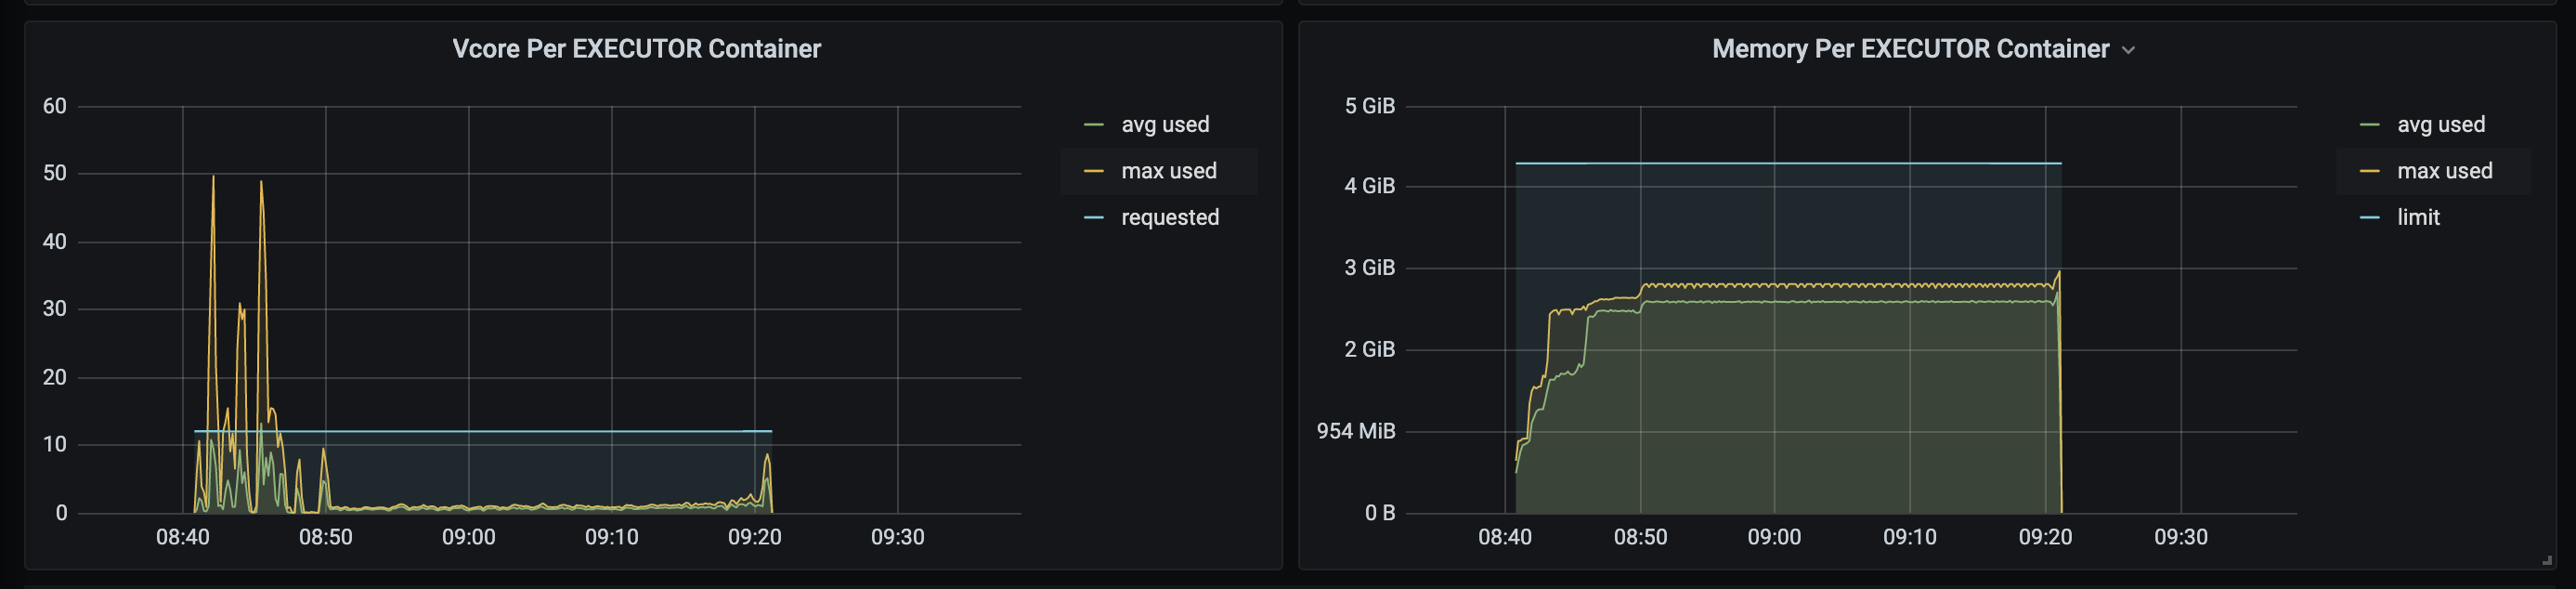 Vcore Per EXECUTOR Container
60
50
40
30
20
10
0
08:40 08:50 09:00 09:10 09:20 09:30
avg used
max used
requested
Memory Per EXECUTOR Container
5 GiB
4 GiB
3 GiB
2 GiB
954 MiB
0 B
08:40 08:50 09:00 09:10 09:20 09:30
avg used
max used
limit